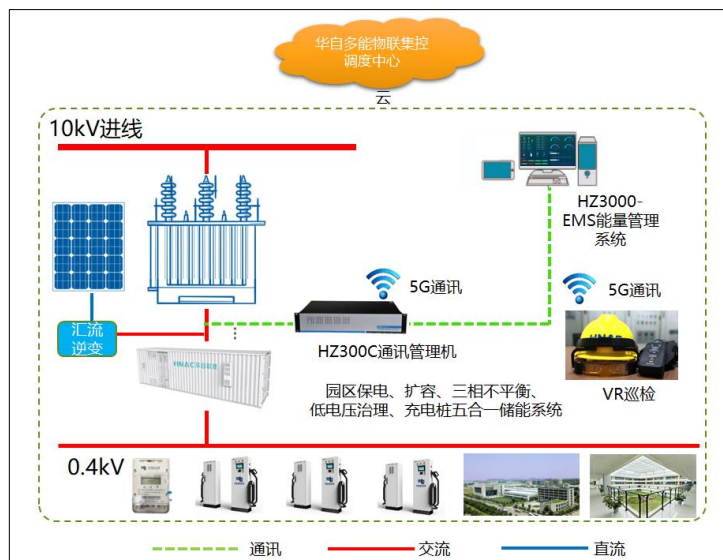 华自多能物联集控
调度中心
云
10kV进线
HZ3000-
EMS能量管理
系统
5G通讯
5G通讯
汇流
逆变
HZ300C通讯管理机
VR巡检
园区保电、扩容、三相不平衡、
低电压治理、充电桩五合一储能系统
0.4kV
通讯
交流
直流